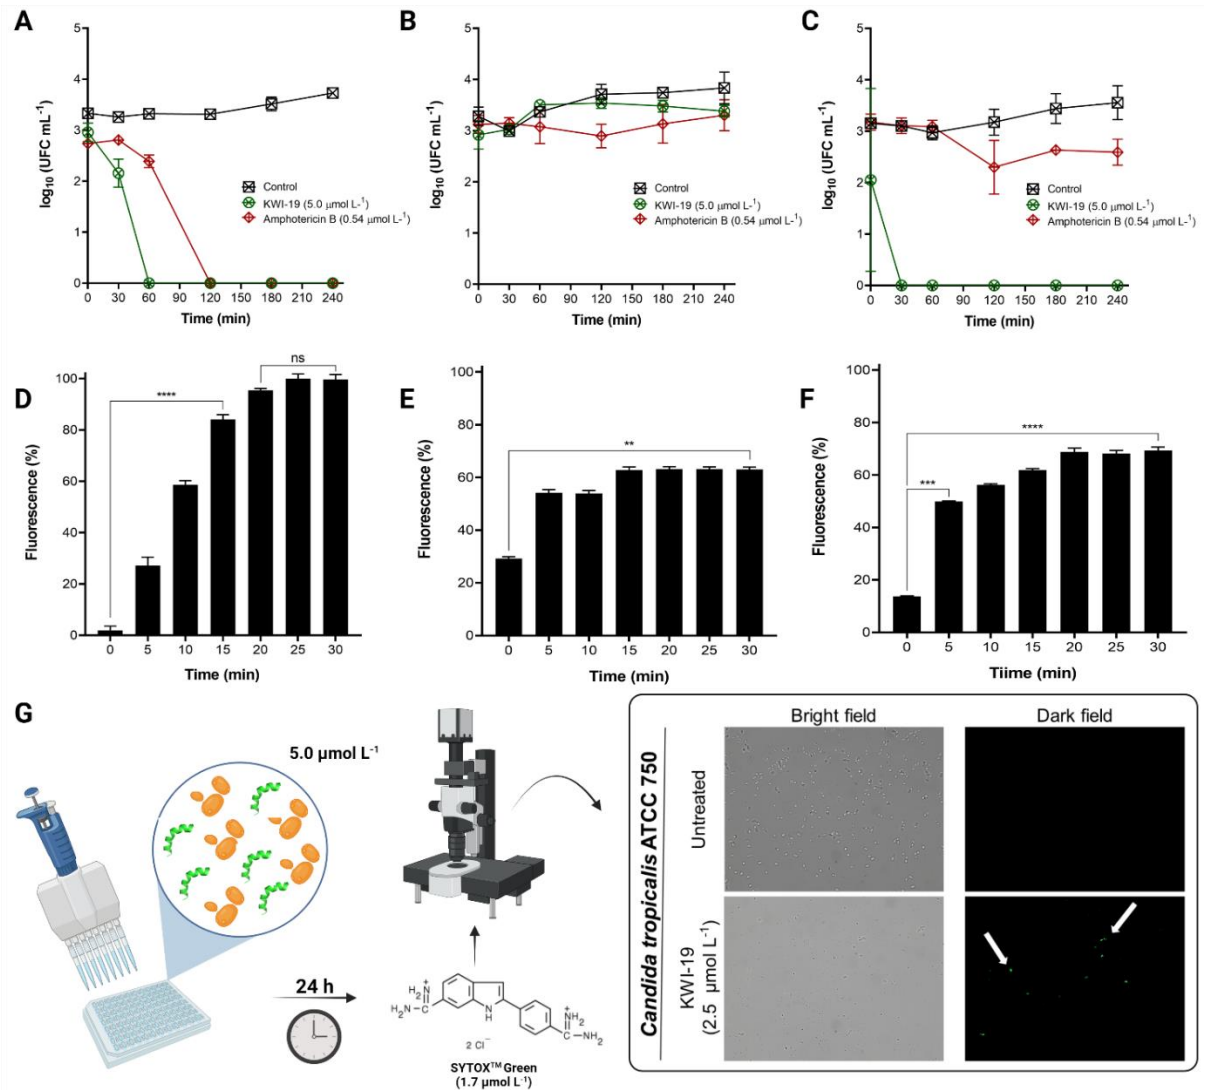 A
5
4
3
2
1
0
log10 (UFC mL-1)
0 30 60 90 120 150 180 210 240
Time (min)
Control
KWI-19 (5.0 μmol L-1)
Amphotericin B (0.54 μmol L-1)
B
5
4
3
2
1
0
log10 (UFC mL-1)
0 30 60 90 120 150 180 210 240
Time (min)
Control
KWI-19 (5.0 μmol L-1)
Amphotericin B (0.54 μmol L-1)
C
5
4
3
2
1
0
log10 (UFC mL-1)
0 30 60 90 120 150 180 210 240
Time (min)
Control
KWI-19 (5.0 μmol L-1)
Amphotericin B (0.54 μmol L-1)
D
100
80
60
40
20
0
Fluorescence (%)
****
ns
0 5 10 15 20 25 30
Time (min)
E
100
80
60
40
20
0
Fluorescence (%)
**
0 5 10 15 20 25 30
Time (min)
F
100
80
60
40
20
0
Fluorescence (%)
****
***
0 5 10 15 20 25 30
Tiime (min)
G
5.0 μmol L-1
24 h
H2N+
C
NH2
NH
+NH2
C-NH2
2 Cl-
SYTOX™ Green
(1.7 μmol L-1)
Candida tropicalis ATCC 750
Bright field Dark field
Untreated
KWI-19
(2.5 μmol L-1)